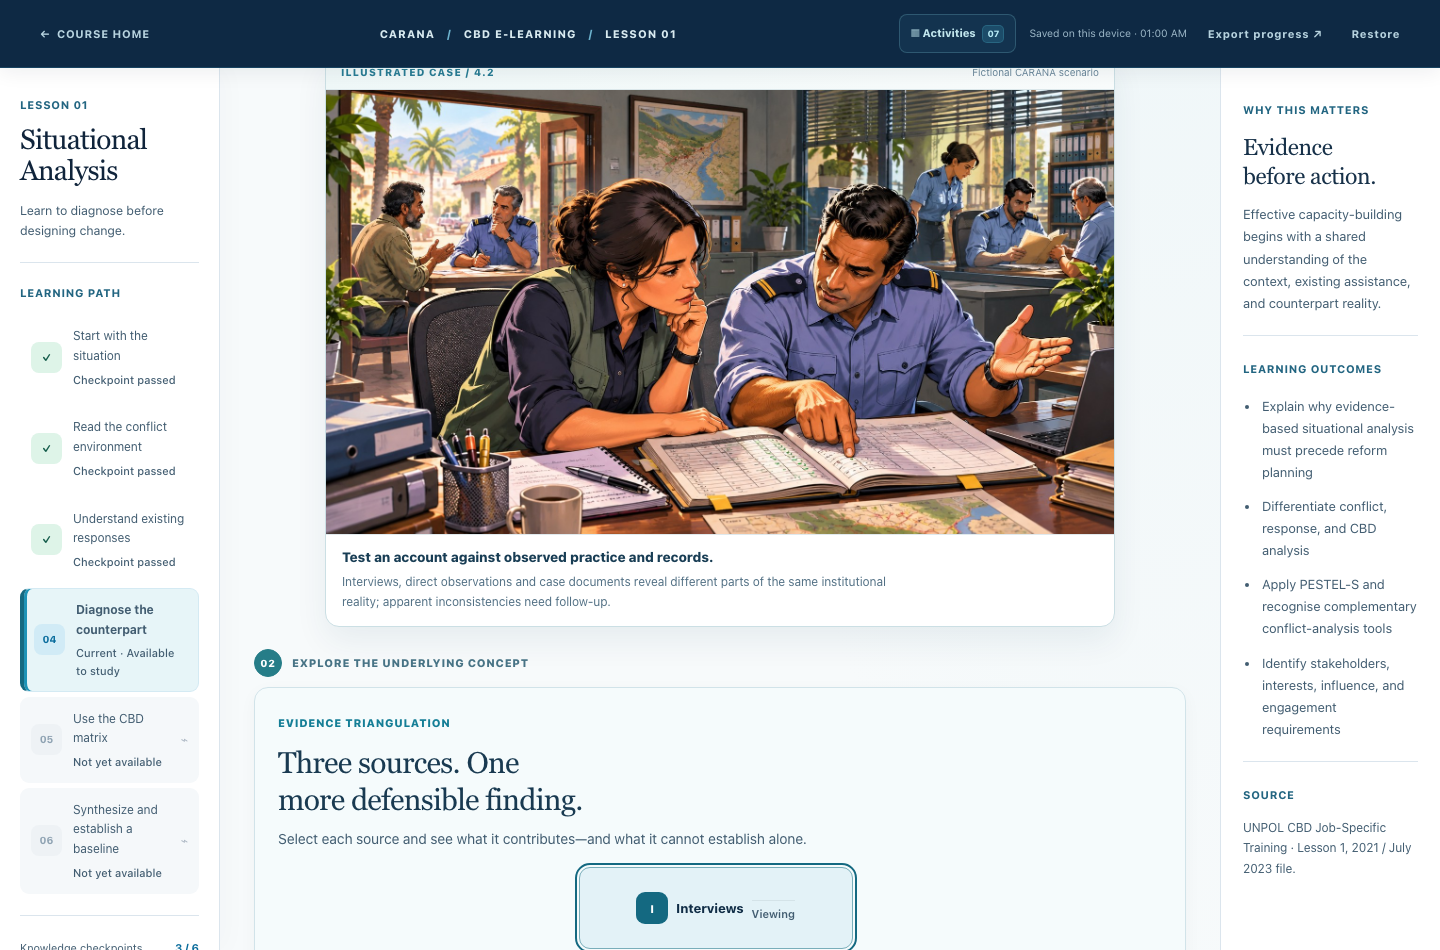 ← COURSE HOME
CARANA / CBD E-LEARNING / LESSON 01
Activities 07
Saved on this device · 01:00 AM
Export progress ↗
Restore
LESSON 01
Situational
Analysis
Learn to diagnose before
designing change.
LEARNING PATH
✓ Start with the
situation
Checkpoint passed
✓ Read the conflict
environment
Checkpoint passed
✓ Understand existing
responses
Checkpoint passed
04 Diagnose the
counterpart
Current · Available
to study
05 Use the CBD
matrix
Not yet available
06 Synthesize and
establish a
baseline
Not yet available
Knowledge checkpoints 3 / 6
ILLUSTRATED CASE / 4.2
Fictional CARANA scenario
Test an account against observed practice and records.
Interviews, direct observations and case documents reveal different parts of the same institutional
reality; apparent inconsistencies need follow-up.
02 EXPLORE THE UNDERLYING CONCEPT
EVIDENCE TRIANGULATION
Three sources. One
more defensible finding.
Select each source and see what it contributes—and what it cannot establish alone.
I Interviews Viewing
WHY THIS MATTERS
Evidence
before action.
Effective capacity-building
begins with a shared
understanding of the
context, existing assistance,
and counterpart reality.
LEARNING OUTCOMES
• Explain why evidence-
based situational analysis
must precede reform
planning
• Differentiate conflict,
response, and CBD
analysis
• Apply PESTEL-S and
recognise complementary
conflict-analysis tools
• Identify stakeholders,
interests, influence, and
engagement
requirements
SOURCE
UNPOL CBD Job-Specific
Training · Lesson 1, 2021 / July
2023 file.